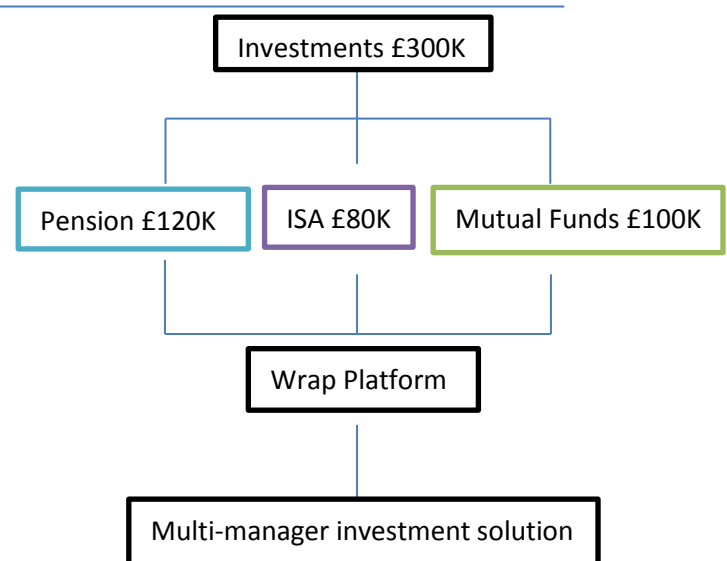 Investments £300K
Pension £120K
ISA £80K
Mutual Funds £100K
Wrap Platform
Multi-manager investment solution